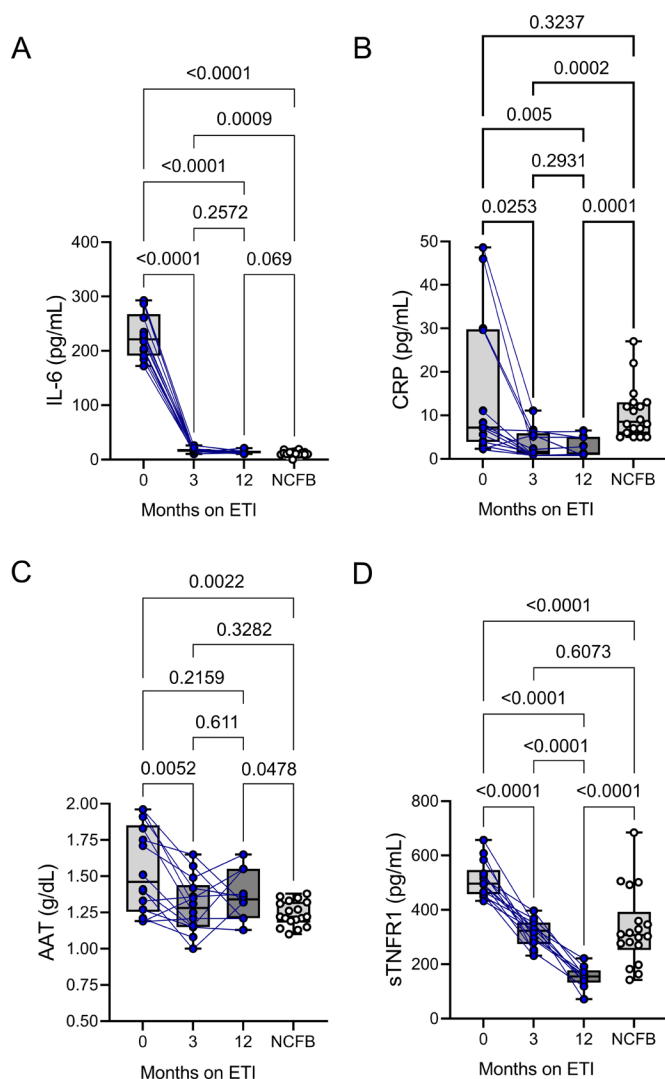 A
<0.0001
0.0009
<0.0001
0.2572
<0.0001
0.069
400
300
200
100
0
IL-6 (pg/mL)
0 3 12 NCFB
Months on ETI
B
0.3237
0.0002
0.005
0.2931
0.0253
0.0001
50
40
30
20
10
0
CRP (pg/mL)
0 3 12 NCFB
Months on ETI
C
0.0022
0.3282
0.2159
0.611
0.0052
0.0478
2.00
1.75
1.50
1.25
1.00
0.75
0.50
AAT (g/dL)
0 3 12 NCFB
Months on ETI
D
<0.0001
0.6073
<0.0001
<0.0001
<0.0001
<0.0001
800
600
400
200
0
sTNFR1 (pg/mL)
0 3 12 NCFB
Months on ETI